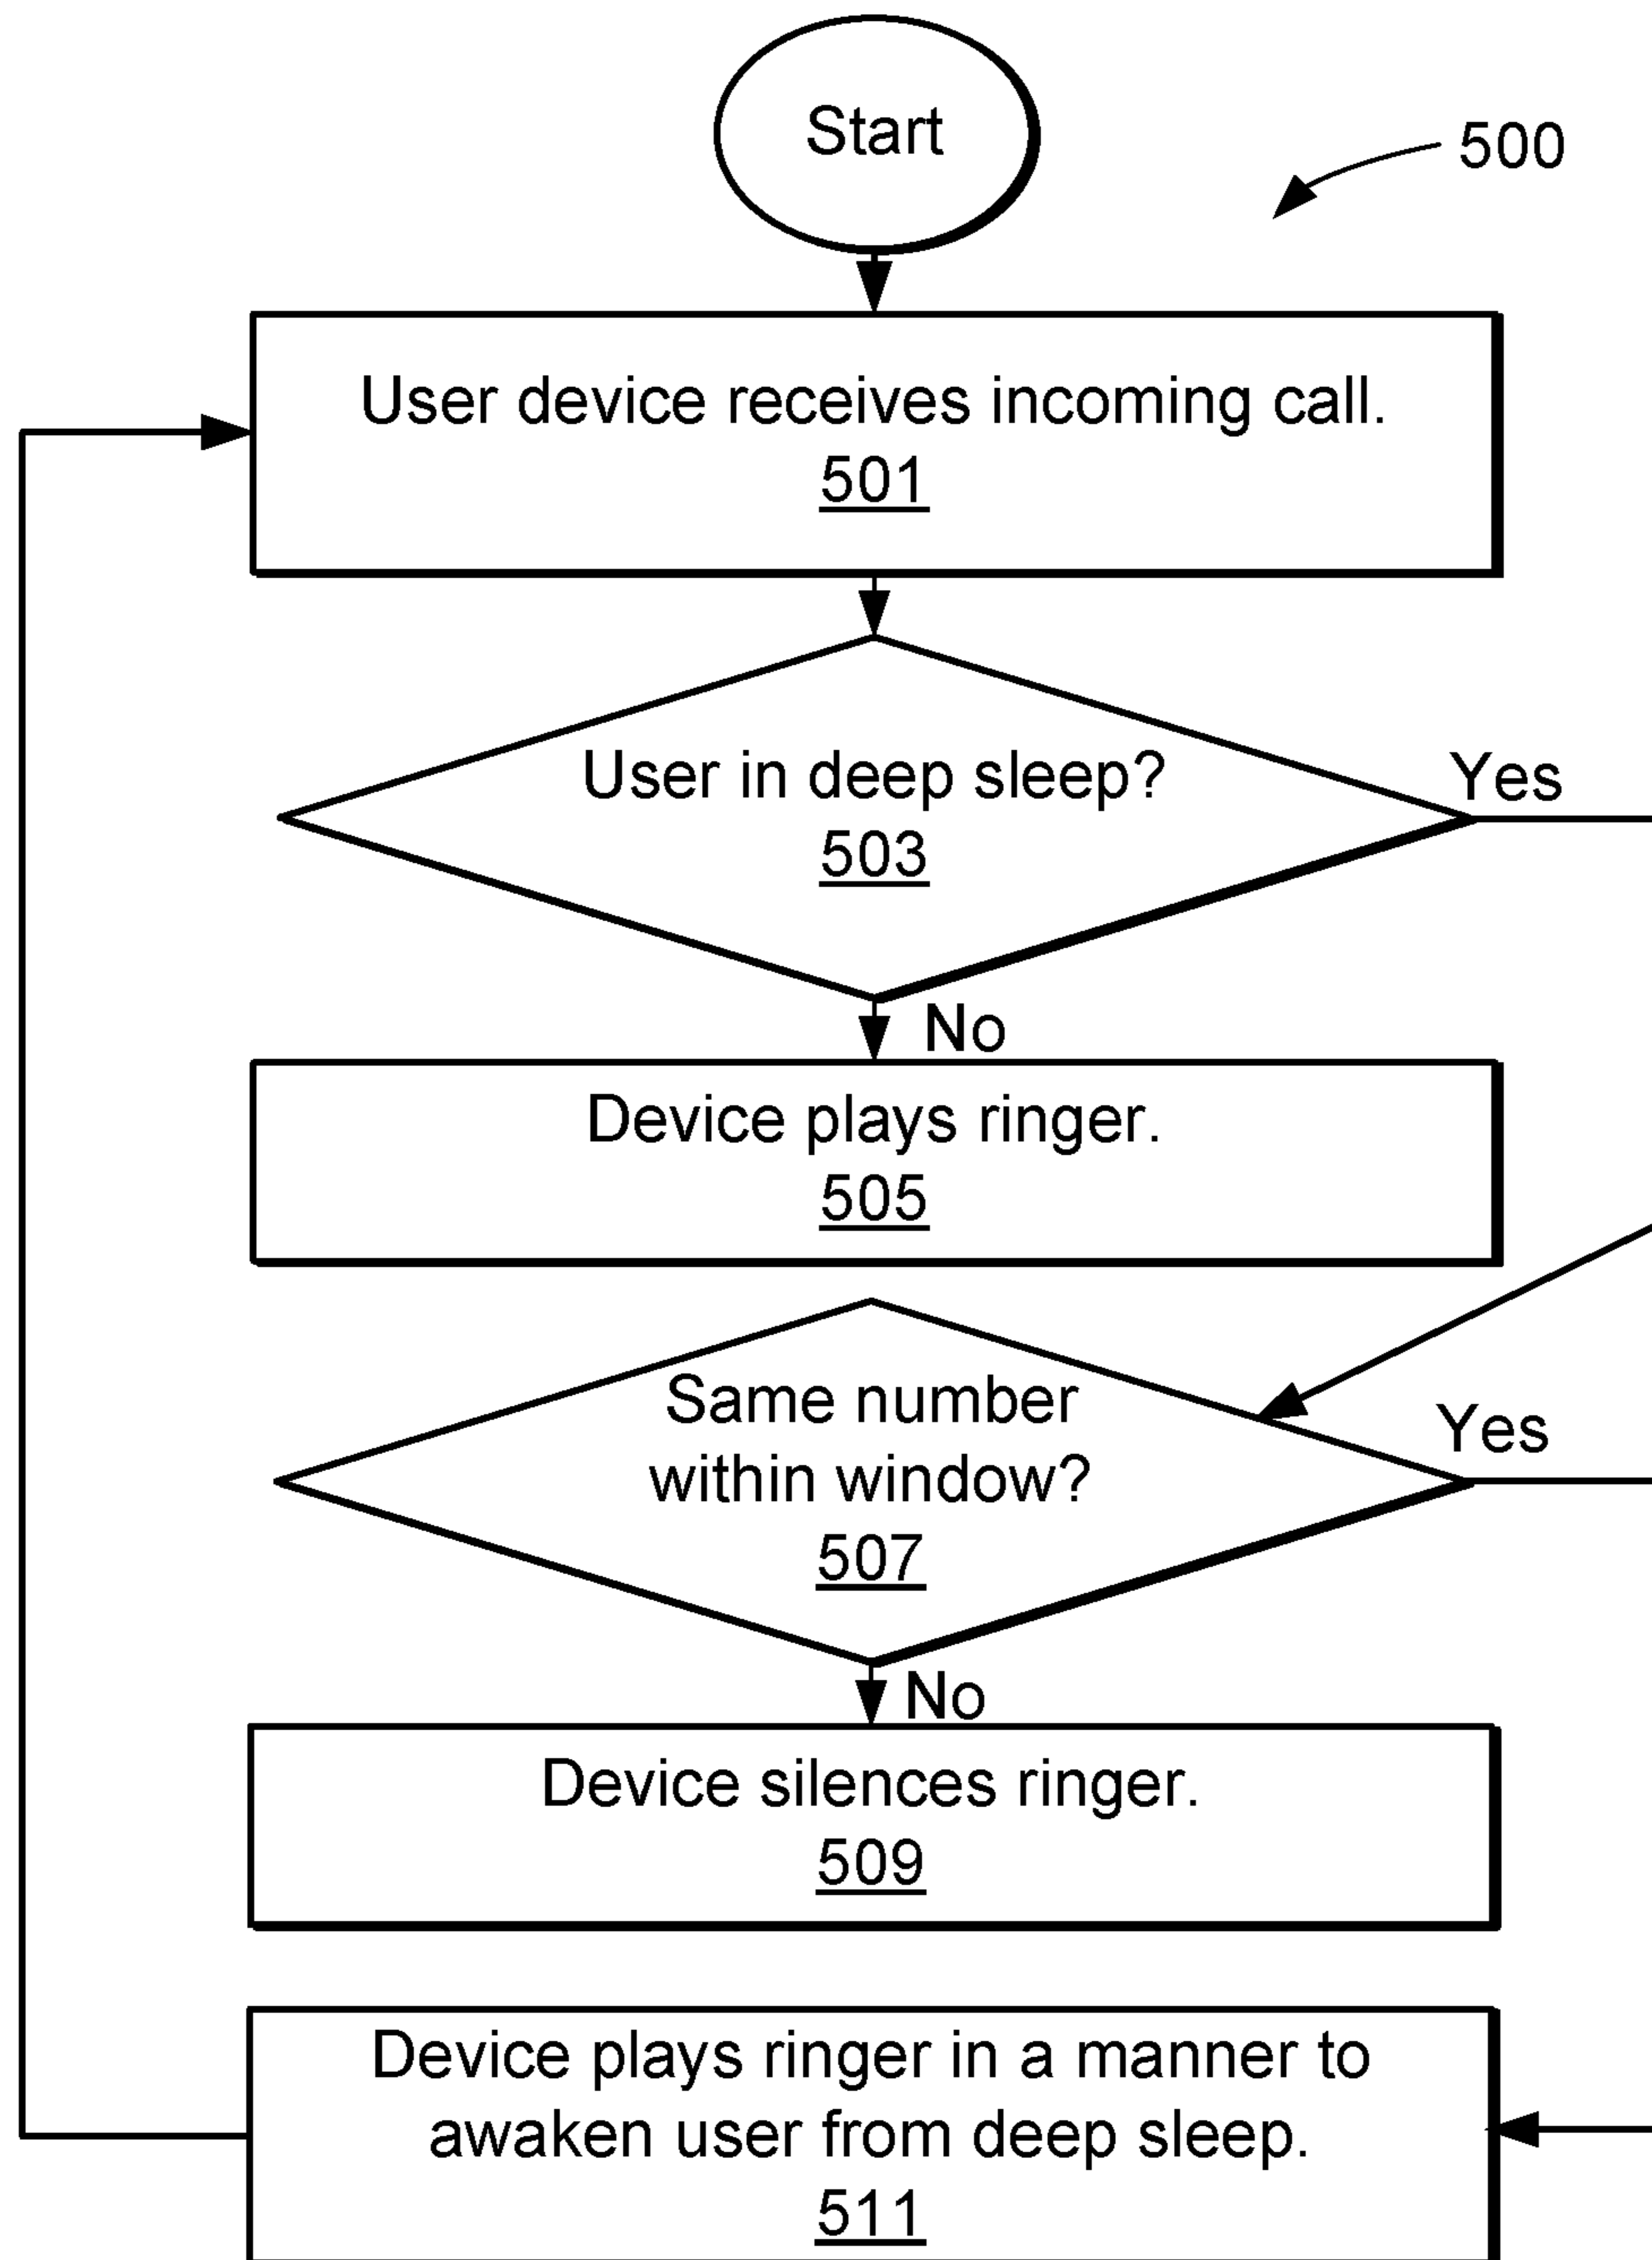 Start
500
User device receives incoming call.
501
User in deep sleep?
503
Yes
No
Device plays ringer.
505
Same number
within window?
507
Yes
No
Device silences ringer.
509
Device plays ringer in a manner to
awaken user from deep sleep.
511